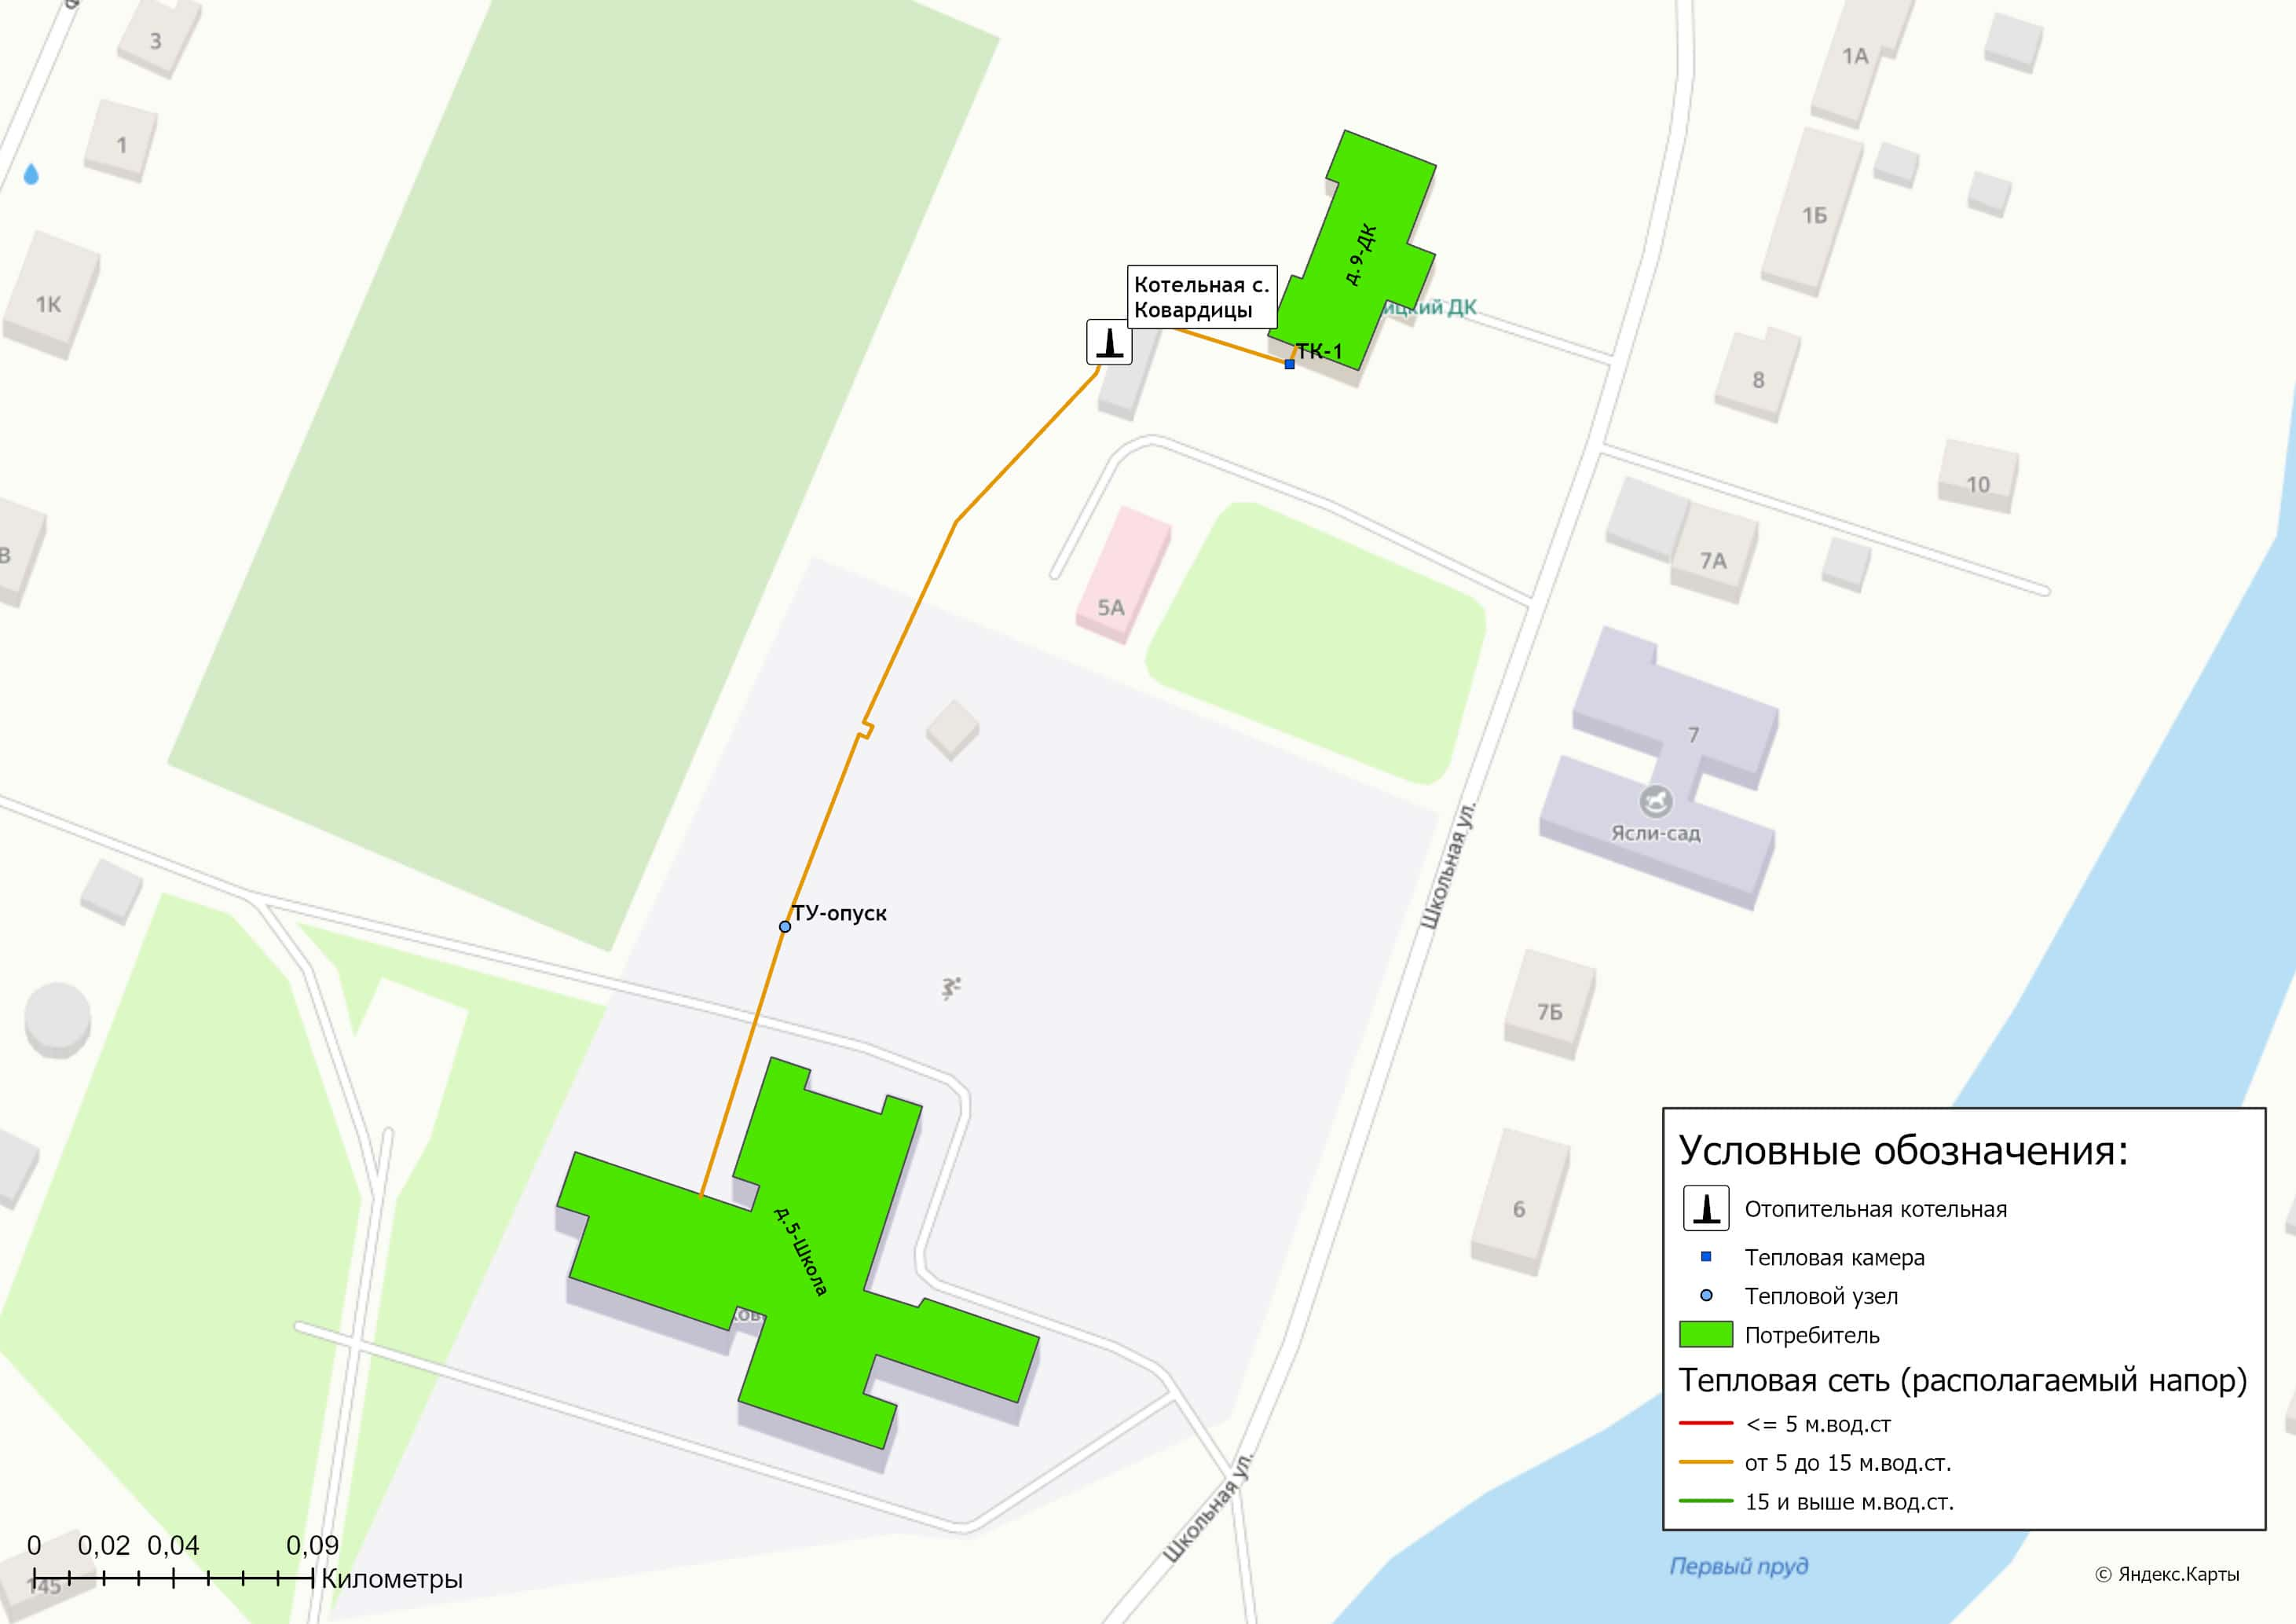 3
1А
1
1Б
1К
д.9-ДК
Котельная с.
Ковардицы
ицкий ДК
ТК-1
8
10
В
7А
5А
7
Ясли-сад
Школьная ул.
ТУ-опуск
7Б
6
д.5-Школа
Школьная ул.
Условные обозначения:
Отопительная котельная
Тепловая камера
Тепловой узел
Потребитель
Тепловая сеть (располагаемый напор)
<= 5 м.вод.ст
от 5 до 15 м.вод.ст.
15 и выше м.вод.ст.
0 0,02 0,04 0,09
Километры
145
Первый пруд
© Яндекс.Карты